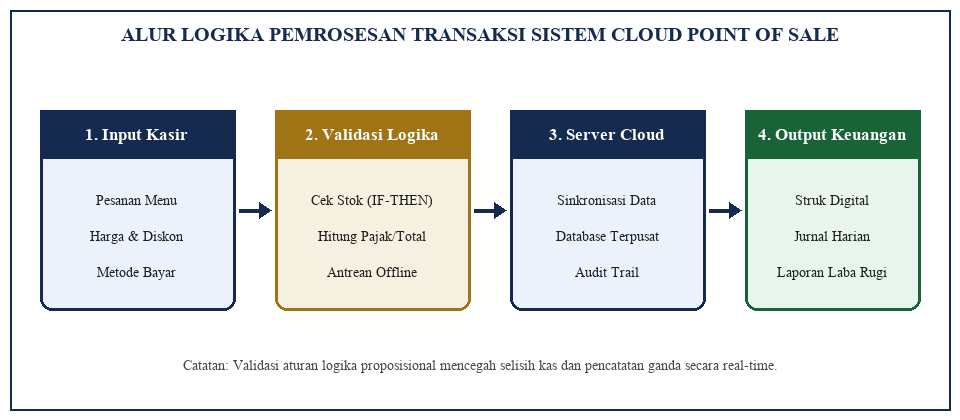 ALUR LOGIKA PEMROSESAN TRANSAKSI SISTEM CLOUD POINT OF SALE
1. Input Kasir
Pesanan Menu
Harga & Diskon
Metode Bayar
2. Validasi Logika
Cek Stok (IF-THEN)
Hitung Pajak/Total
Antrean Offline
3. Server Cloud
Sinkronisasi Data
Database Terpusat
Audit Trail
4. Output Keuangan
Struk Digital
Jurnal Harian
Laporan Laba Rugi
Catatan: Validasi aturan logika proposisional mencegah selisih kas dan pencatatan ganda secara real-time.